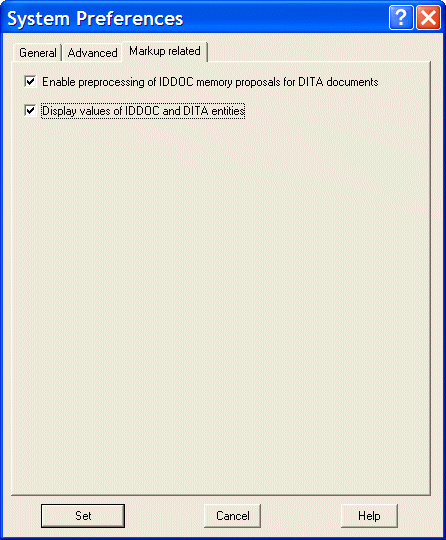 System Preferences
General Advanced Markup related
Enable preprocessing of IDDOC memory proposals for DITA documents
Display values of IDDOC and DITA entities
Set Cancel Help